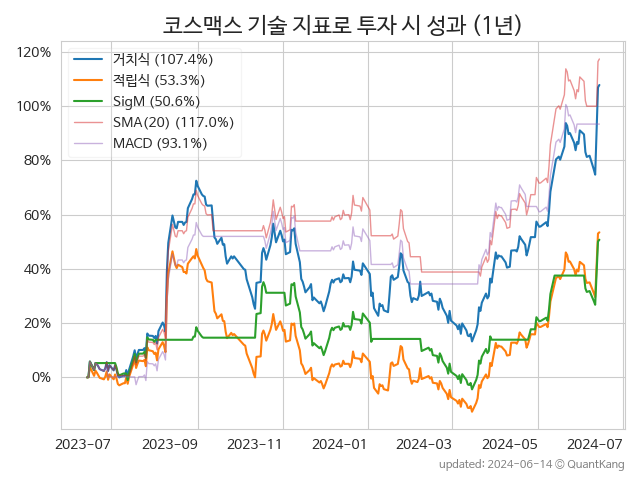 코스맥스 기술 지표로 투자 시 성과 (1년)
120%
100%
80%
60%
40%
20%
0%
거치식 (107.4%)
적립식 (53.3%)
SigM (50.6%)
SMA(20) (117.0%)
MACD (93.1%)
2023-07 2023-09 2023-11 2024-01 2024-03 2024-05 2024-07
updated: 2024-06-14 © QuantKang